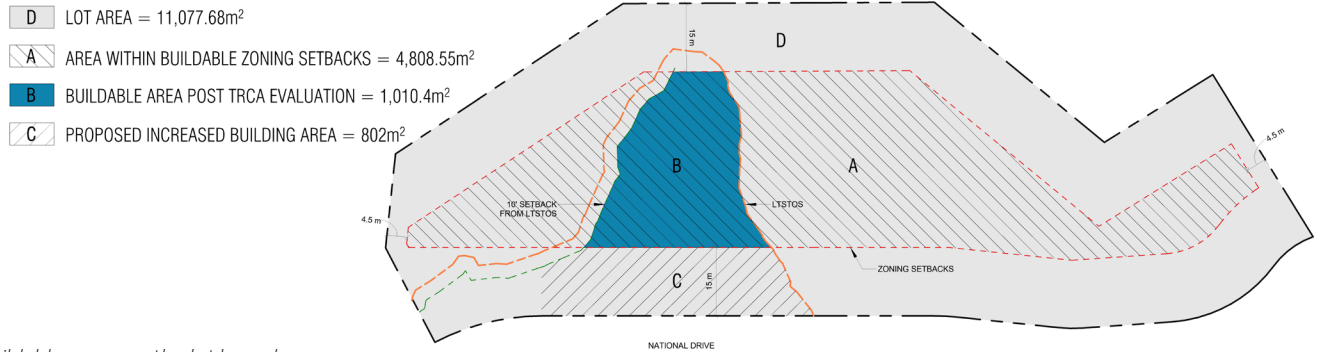 D LOT AREA = 11,077.68m²
A AREA WITHIN BUILDABLE ZONING SETBACKS = 4,808.55m²
B BUILDABLE AREA POST TRCA EVALUATION = 1,010.4m²
C PROPOSED INCREASED BUILDING AREA = 802m²
15 m
D
4.5 m
B
A
10' SETBACK
FROM LTSTOS
LTSTOS
4.5 m
ZONING SETBACKS
C
15 m
NATIONAL DRIVE